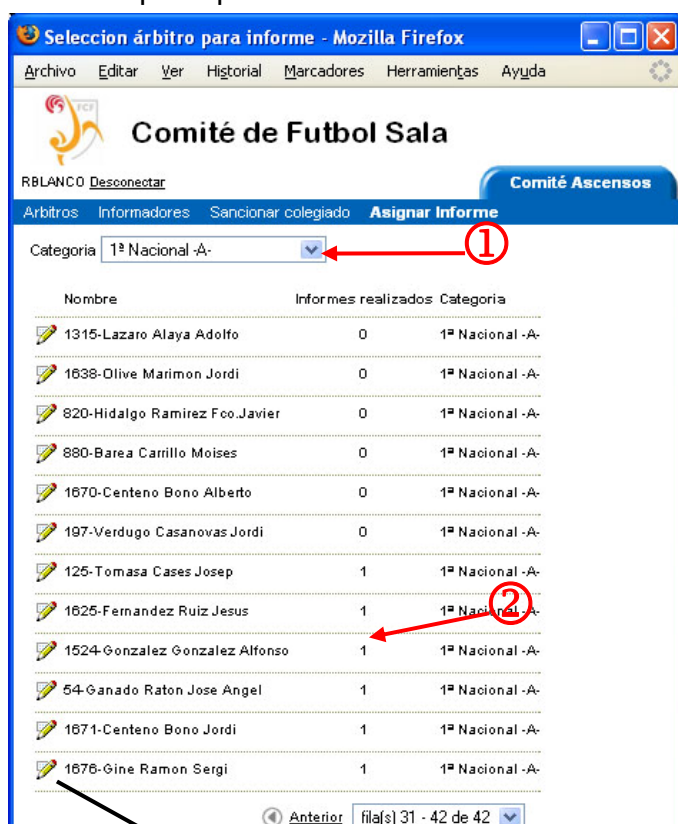 Seleccion árbitro para informe - Mozilla Firefox
Archivo Editar Ver Historial Marcadores Herramientas Ayuda
FCF
Comité de Futbol Sala
RBLANCO Desconectar
Comité Ascensos
Arbitros Informadores Sancionar colegiado Asignar Informe
Categoria 1ª Nacional -A-
1
Nombre Informes realizados Categoria
1315-Lazaro Alaya Adolfo 0 1ª Nacional -A-
1638-Olive Marimon Jordi 0 1ª Nacional -A-
820-Hidalgo Ramirez Fco.Javier 0 1ª Nacional -A-
880-Barea Carrillo Moises 0 1ª Nacional -A-
1670-Centeno Bono Alberto 0 1ª Nacional -A-
197-Verdugo Casanovas Jordi 0 1ª Nacional -A-
125-Tomasa Cases Josep 1 1ª Nacional -A-
1625-Fernandez Ruiz Jesus 1 1ª Nacional -A-
2
1524-Gonzalez Gonzalez Alfonso 1 1ª Nacional -A-
54-Ganado Raton Jose Angel 1 1ª Nacional -A-
1671-Centeno Bono Jordi 1 1ª Nacional -A-
1676-Gine Ramon Sergi 1 1ª Nacional -A-
Anterior fila(s) 31 - 42 de 42